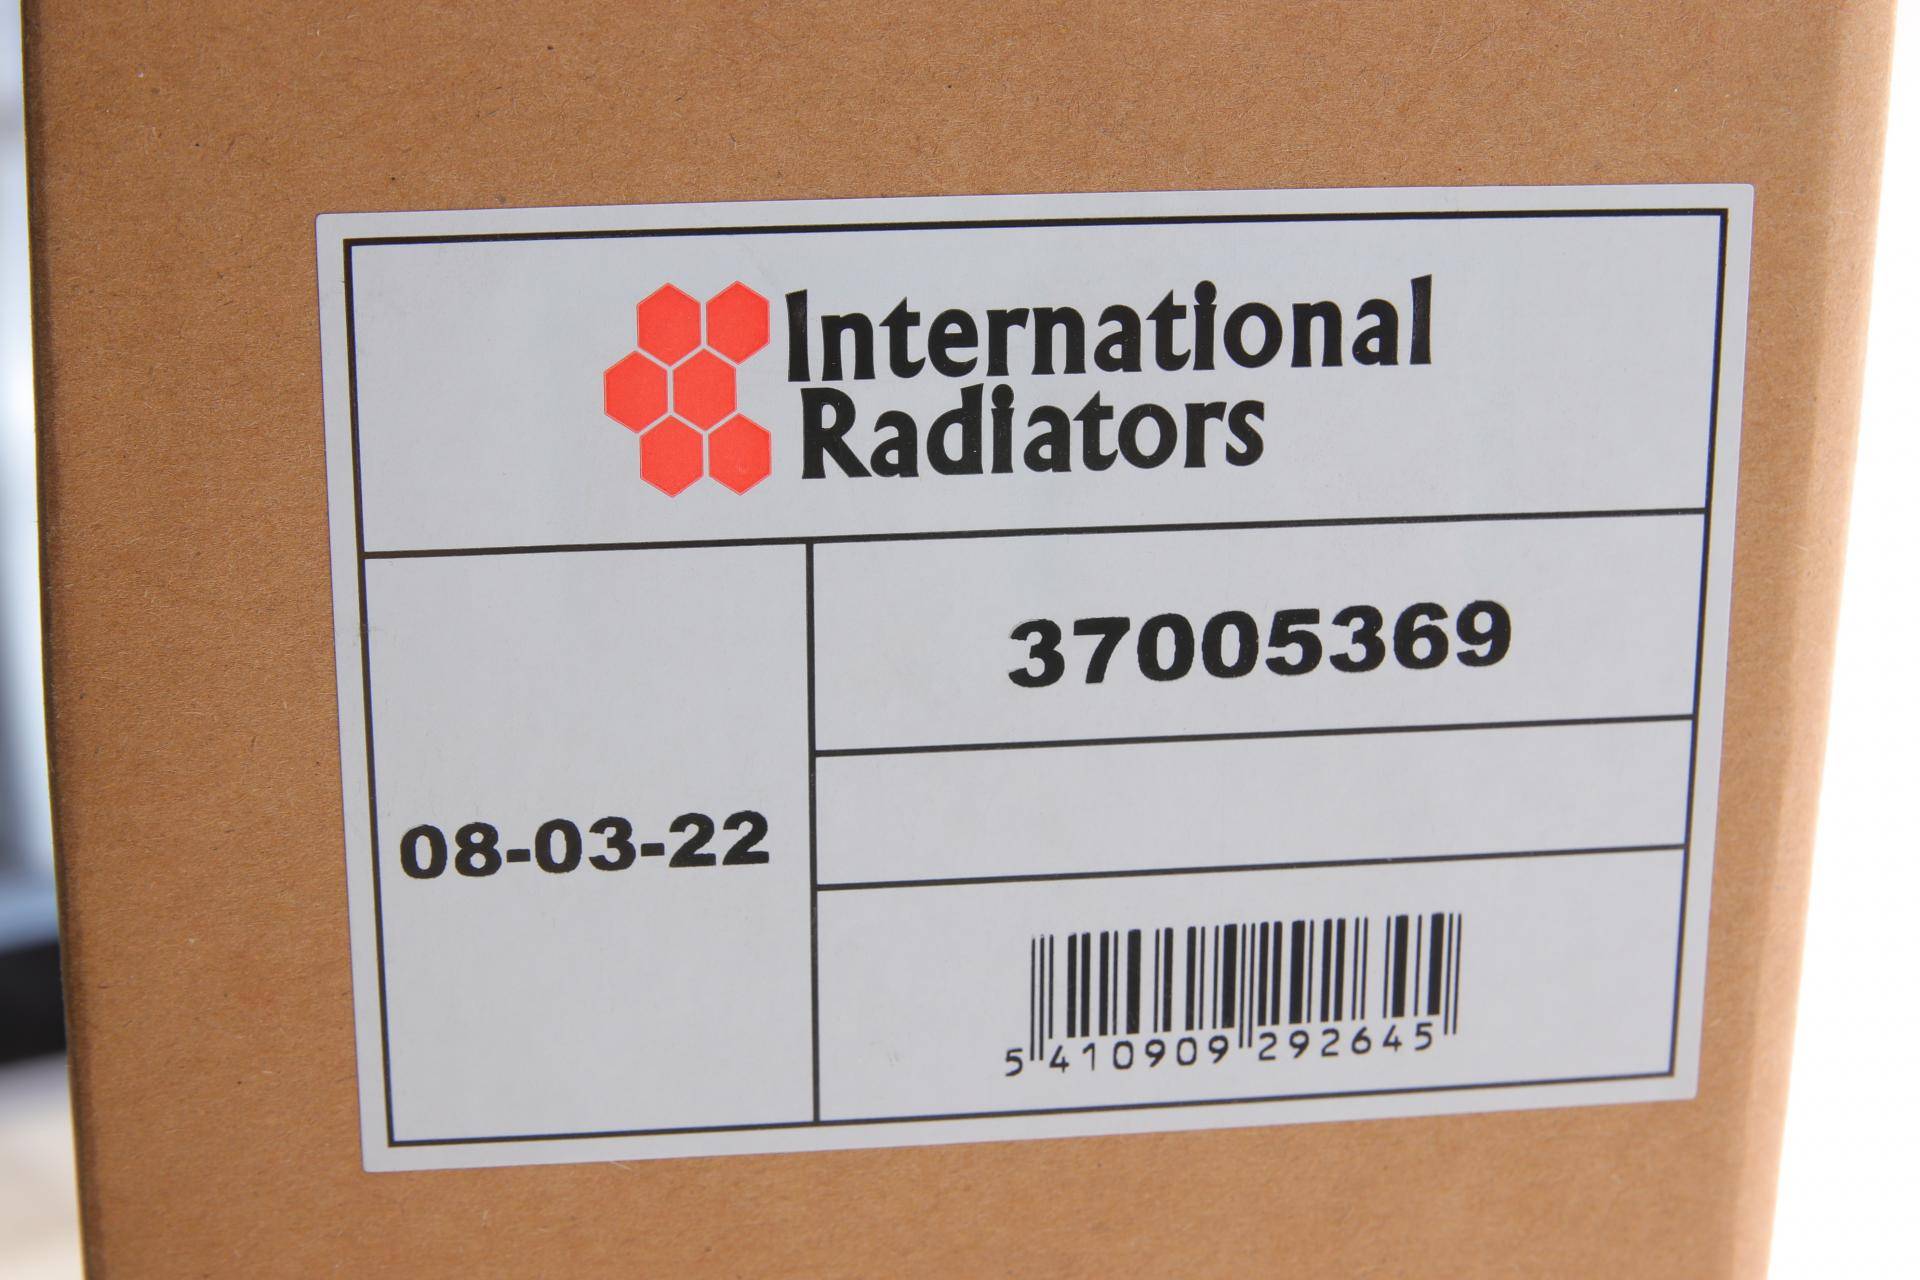 International
Radiators
37005369
08-03-22
5 410909 292645